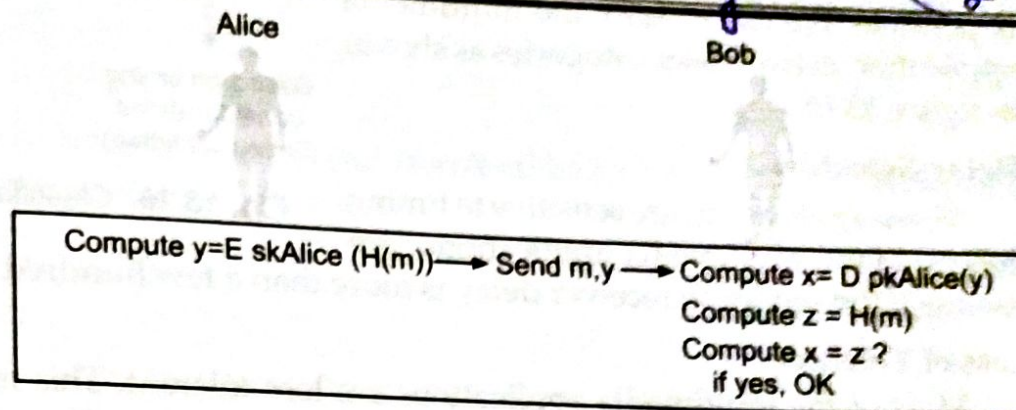 Alice
Bob
Compute y=E skAlice (H(m)) → Send m,y → Compute x= D pkAlice(y)
Compute z = H(m)
Compute x = z ?
if yes, OK